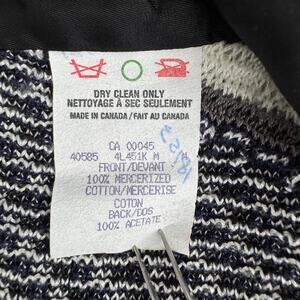 DRY CLEAN ONLY
NETTOYAGE À SEC SEULEMENT
MADE IN CANADA / FAIT AU CANADA
CA 00045
40585 4L451K M
FRONT/DEVANT
100% MERCERIZED
COTTON/MERCERISE
COTON
BACK/DOS
100% ACETATE